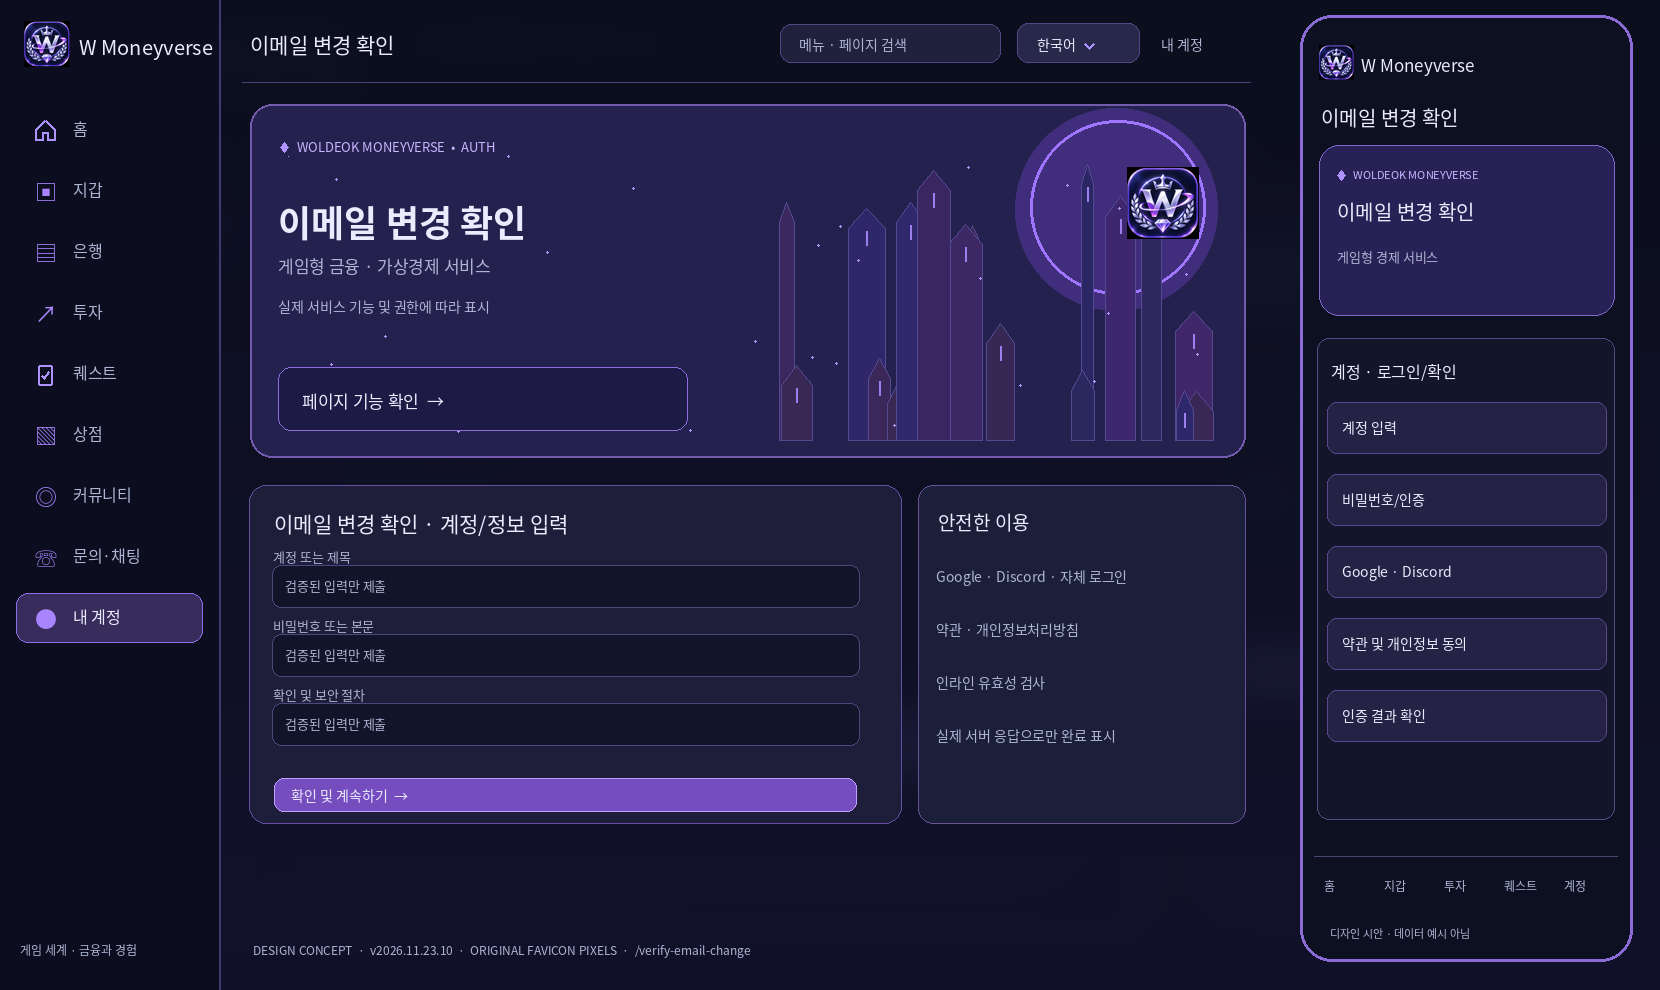 W Moneyverse
홈
지갑
은행
투자
퀘스트
상점
커뮤니티
문의·채팅
내 계정
게임 세계 · 금융과 경험
이메일 변경 확인
메뉴 · 페이지 검색
한국어
내 계정
WOLDEOK MONEYVERSE • AUTH
이메일 변경 확인
게임형 금융 · 가상경제 서비스
실제 서비스 기능 및 권한에 따라 표시
페이지 기능 확인 →
W
이메일 변경 확인 · 계정/정보 입력
계정 또는 제목
검증된 입력만 제출
비밀번호 또는 본문
검증된 입력만 제출
확인 및 보안 절차
검증된 입력만 제출
확인 및 계속하기 →
안전한 이용
Google · Discord · 자체 로그인
약관 · 개인정보처리방침
인라인 유효성 검사
실제 서버 응답으로만 완료 표시
DESIGN CONCEPT · v2026.11.23.10 · ORIGINAL FAVICON PIXELS · /verify-email-change
W Moneyverse
이메일 변경 확인
WOLDEOK MONEYVERSE
이메일 변경 확인
게임형 경제 서비스
계정 · 로그인/확인
계정 입력
비밀번호/인증
Google · Discord
약관 및 개인정보 동의
인증 결과 확인
홈 지갑 투자 퀘스트 계정
디자인 시안 · 데이터 예시 아님